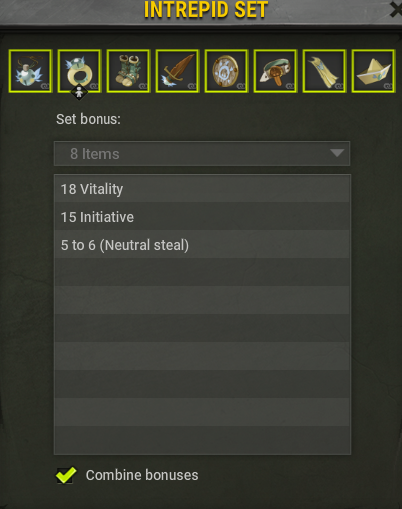 INTREPID SET
Set bonus:
8 Items
18 Vitality
15 Initiative
5 to 6 (Neutral steal)
Combine bonuses